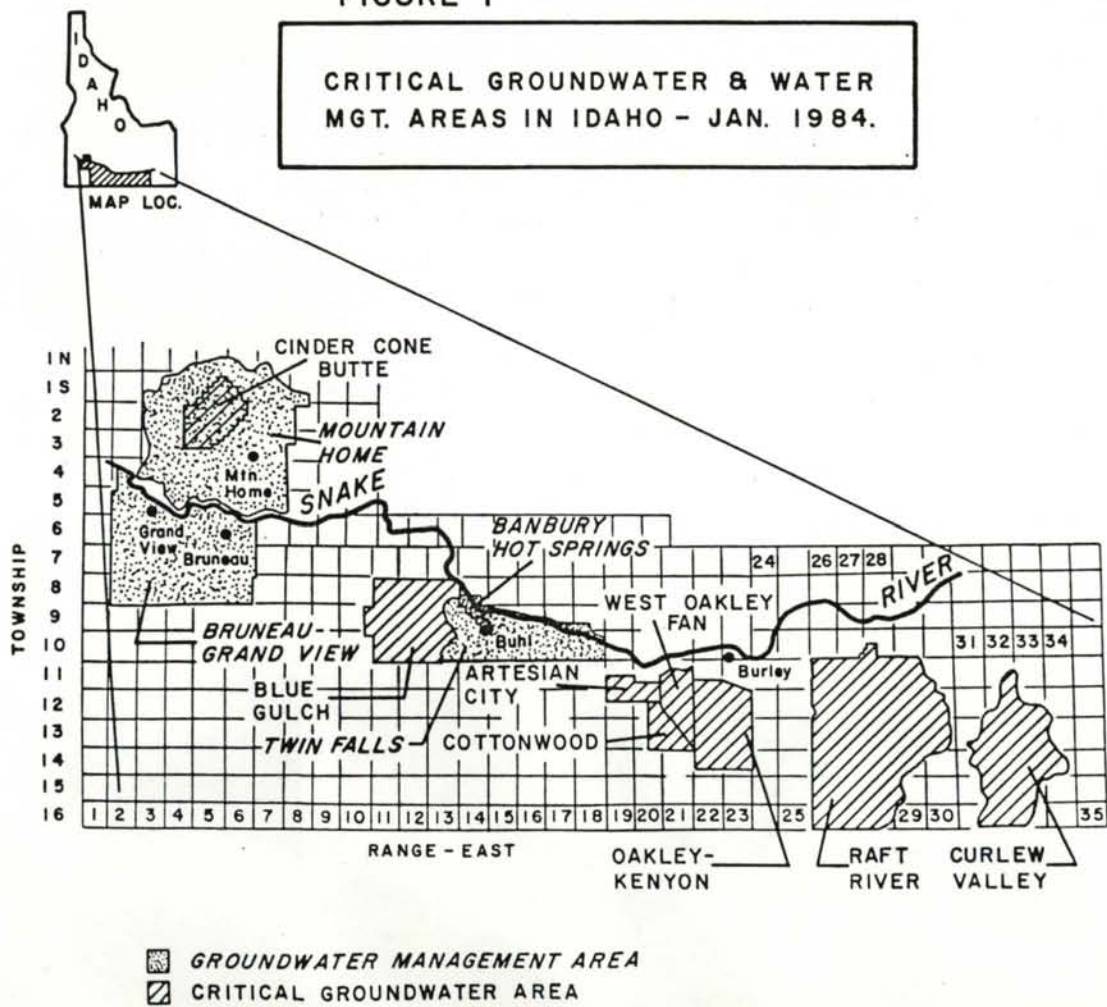 FIGURE 1
IDAHO
MAP LOC.
CRITICAL GROUNDWATER & WATER
MGT. AREAS IN IDAHO - JAN. 1984.
TOWNSHIP
1N
1S
2
3
4
5
6
7
8
9
10
11
12
13
14
15
16
CINDER CONE
BUTTE
MOUNTAIN
HOME
Mtn.
Home
SNAKE
Grand
View
Bruneau
BANBURY
HOT SPRINGS
24 26 27 28
WEST OAKLEY
FAN
RIVER
BRUNEAU-
GRAND VIEW
Buhl
31 32 33 34
BLUE
GULCH
ARTESIAN
CITY
Burley
TWIN FALLS
COTTONWOOD
1 2 3 4 5 6 7 8 9 10 11 12 13 14 15 16 17 18 19 20 21 22 23 25 29 30 35
RANGE - EAST
OAKLEY-
KENYON
RAFT
RIVER
CURLEW
VALLEY
GROUNDWATER MANAGEMENT AREA
CRITICAL GROUNDWATER AREA